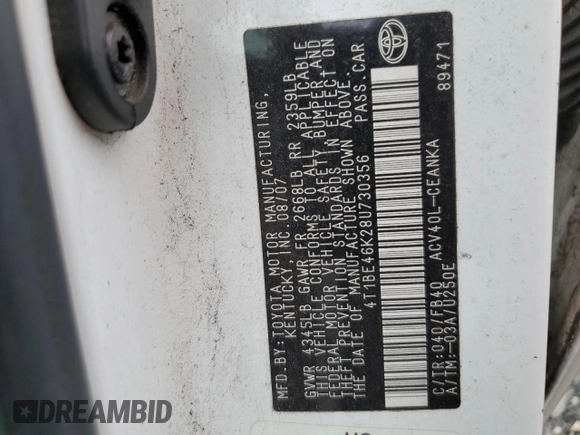 MFD.BY:TOYOTA MOTOR MANUFACTURING,
KENTUCKY, INC. 08/07
GVWR 4345LB GAWR FR 2668LB RR 2359LB
THIS VEHICLE CONFORMS TO ALL APPLICABLE
FEDERAL MOTOR VEHICLE SAFETY, BUMPER, AND
THEFT PREVENTION STANDARDS IN EFFECT ON
THE DATE OF MANUFACTURE SHOWN ABOVE.
4T1BE46K28U730356 PASS. CAR
C/TR:040/FB40 ACV40L-CEANKA
A/TM:-03A/U250E 89471
DREAMBID